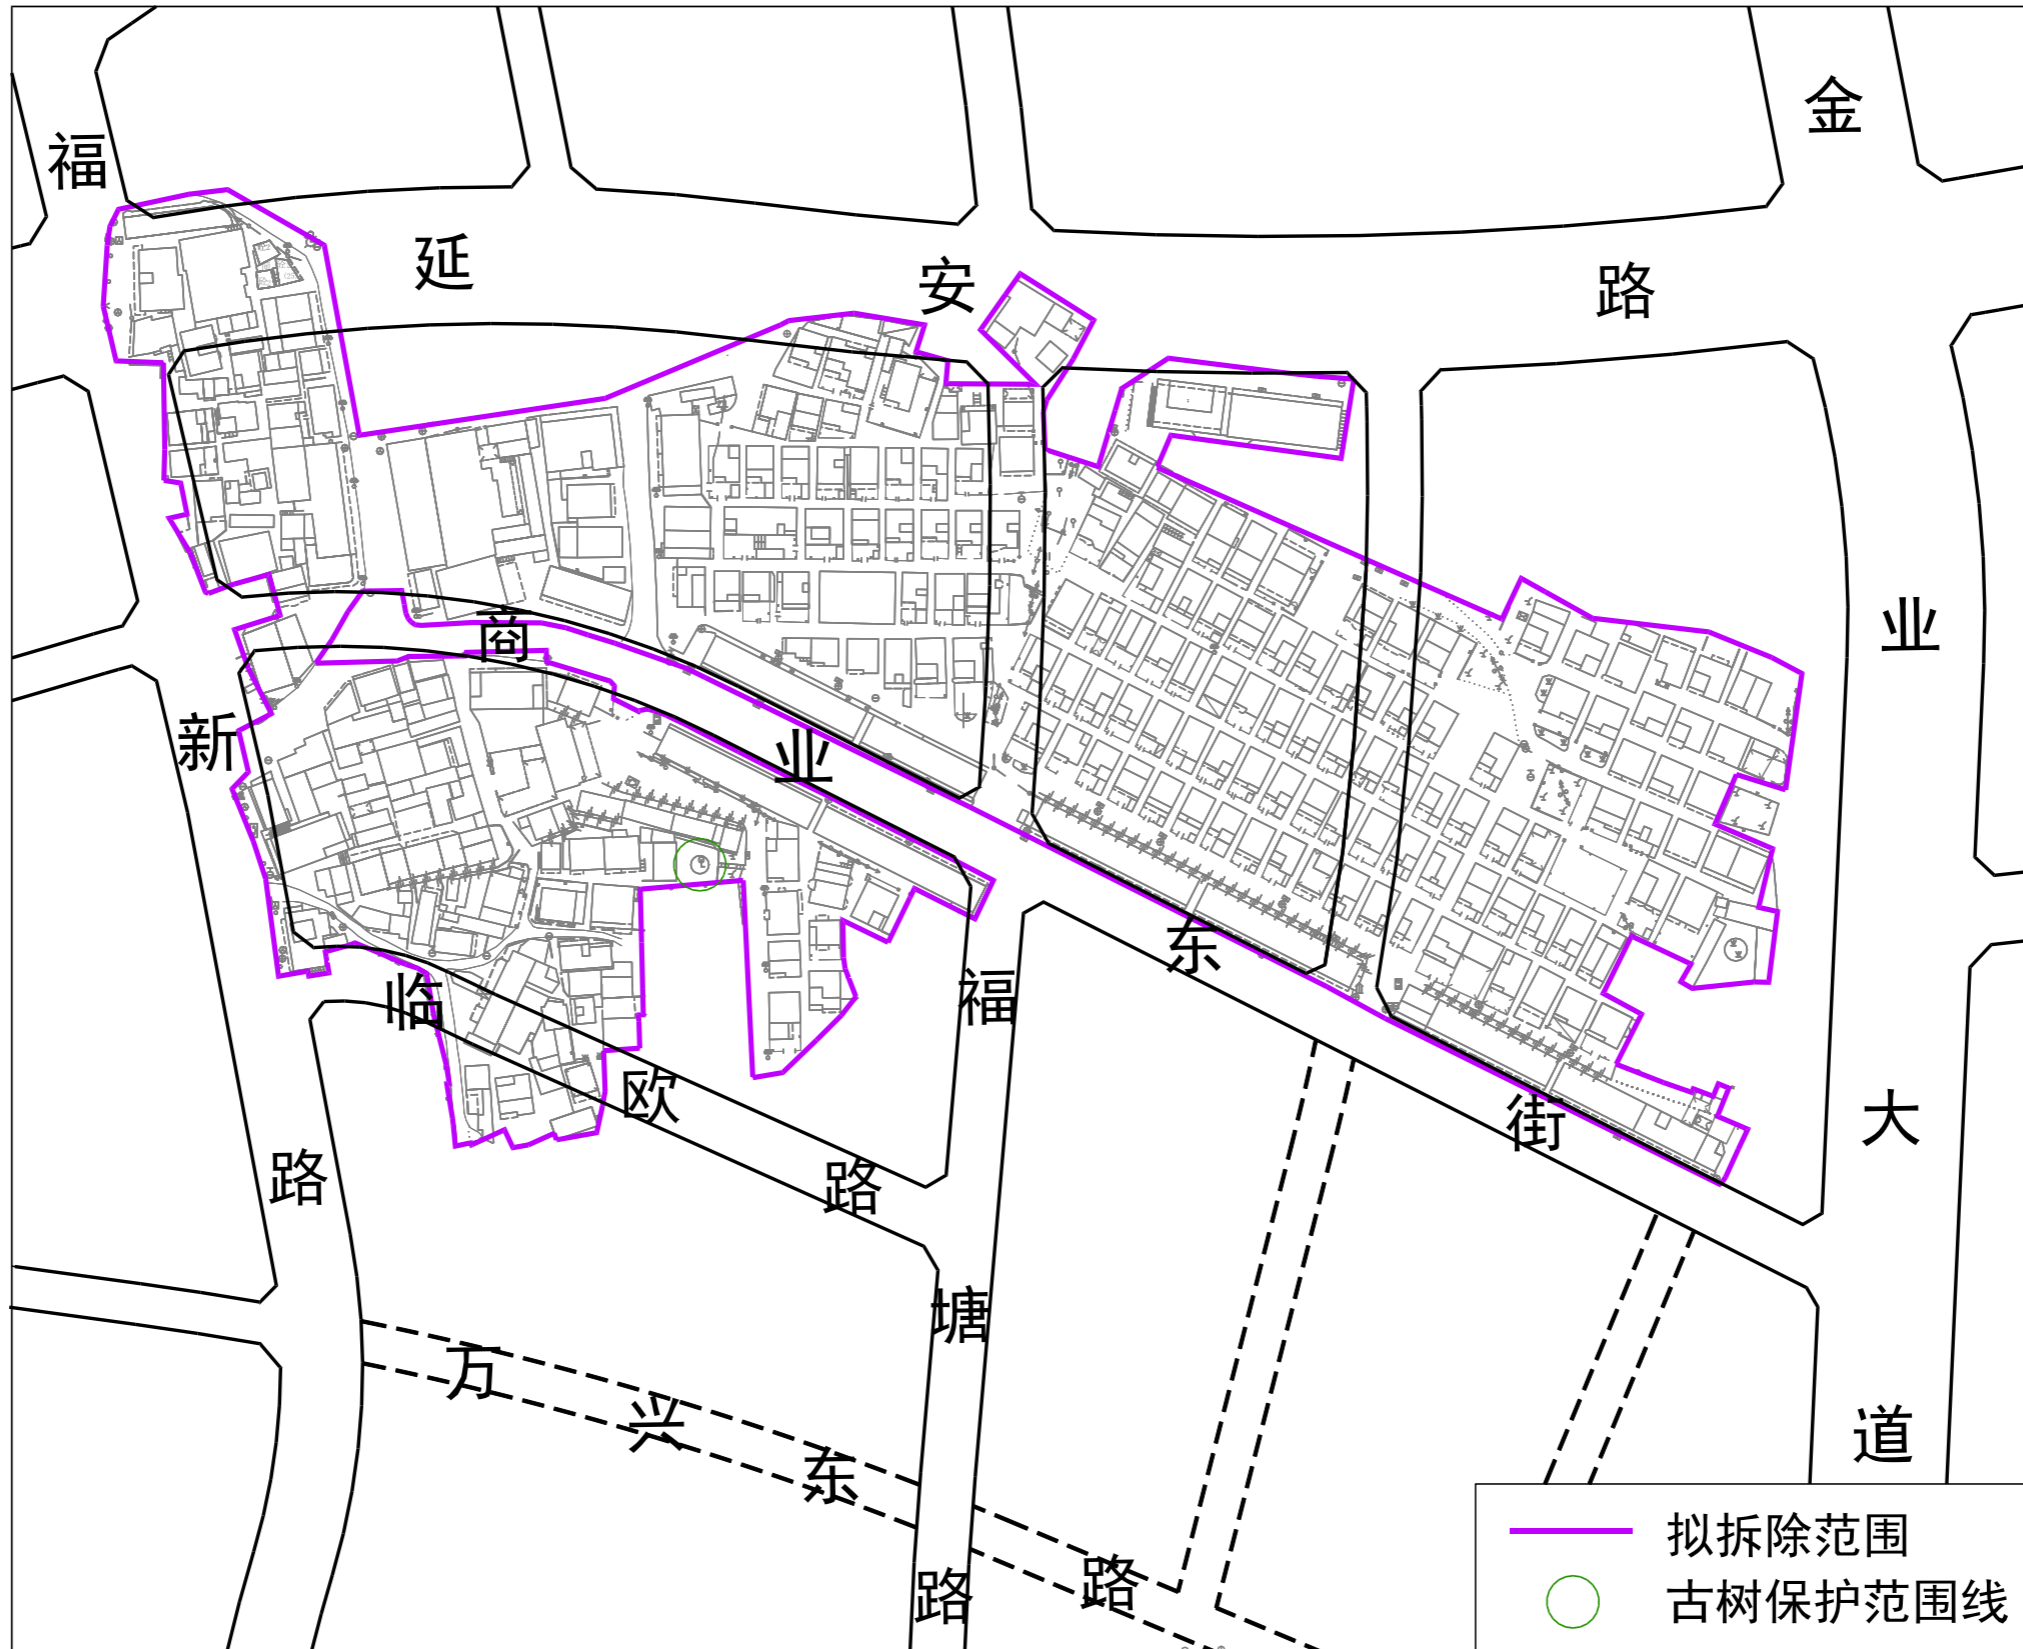 福新路
延安路
金业大道
商业东街
临欧路
福塘路
万兴东路
拟拆除范围
古树保护范围线